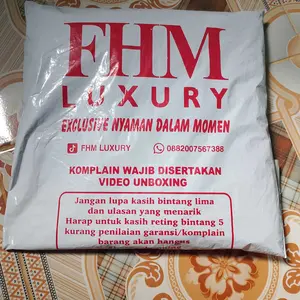 FHM
LUXURY
EXCLUSIVE NYAMAN DALAM MOMEN
FHM LUXURY 0882007567388
KOMPLAIN WAJIB DISERTAKAN
VIDEO UNBOXING
Jangan lupa kasih bintang lima
dan ulasan yang menarik
Harap untuk kasih reting bintang 5
kurang penilaian garansi/komplain
barang akan hangus